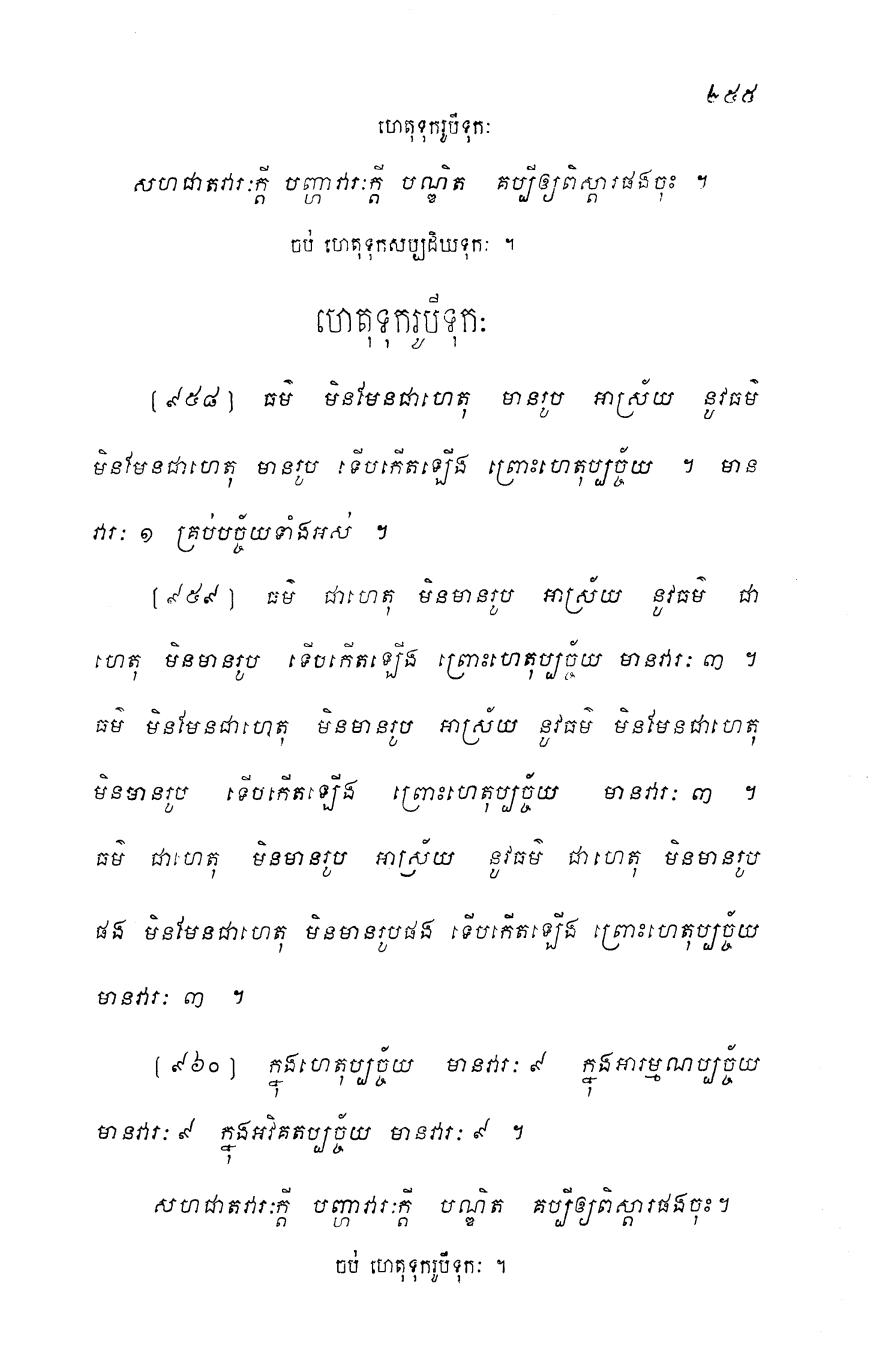 ២៥៥
ហេតុទុករូបីទុកៈ
សហជាតវារៈក្តី បញ្ហាវារៈក្តី បណ្ឌិត គប្បីឲ្យពិស្តារផងចុះ ។
ចប់ ហេតុទុកសប្បដិឃទុកៈ ។
ហេតុទុករូបីទុកៈ
[៩៥៨] ធម៌ មិនមែនជាហេតុ មានរូប អាស្រ័យ នូវធម៌
មិនមែនជាហេតុ មានរូប ទើបកើតឡើង ព្រោះហេតុប្បច្ច័យ ។ មាន
វារៈ ១ គ្រប់បច្ច័យទាំងអស់ ។
[៩៥៩] ធម៌ ជាហេតុ មិនមានរូប អាស្រ័យ នូវធម៌ ជា
ហេតុ មិនមានរូប ទើបកើតឡើង ព្រោះហេតុប្បច្ច័យ មានវារៈ ៣ ។
ធម៌ មិនមែនជាហេតុ មិនមានរូប អាស្រ័យ នូវធម៌ មិនមែនជាហេតុ
មិនមានរូប ទើបកើតឡើង ព្រោះហេតុប្បច្ច័យ មានវារៈ ៣ ។
ធម៌ ជាហេតុ មិនមានរូប អាស្រ័យ នូវធម៌ ជាហេតុ មិនមានរូប
ផង មិនមែនជាហេតុ មិនមានរូបផង ទើបកើតឡើង ព្រោះហេតុប្បច្ច័យ
មានវារៈ ៣ ។
[៩៦០] ក្នុងហេតុប្បច្ច័យ មានវារៈ ៩ ក្នុងអារម្មណប្បច្ច័យ
មានវារៈ ៩ ក្នុងអវិគតប្បច្ច័យ មានវារៈ ៩ ។
សហជាតវារៈក្តី បញ្ហាវារៈក្តី បណ្ឌិត គប្បីឲ្យពិស្តារផងចុះ។
ចប់ ហេតុទុករូបីទុកៈ ។